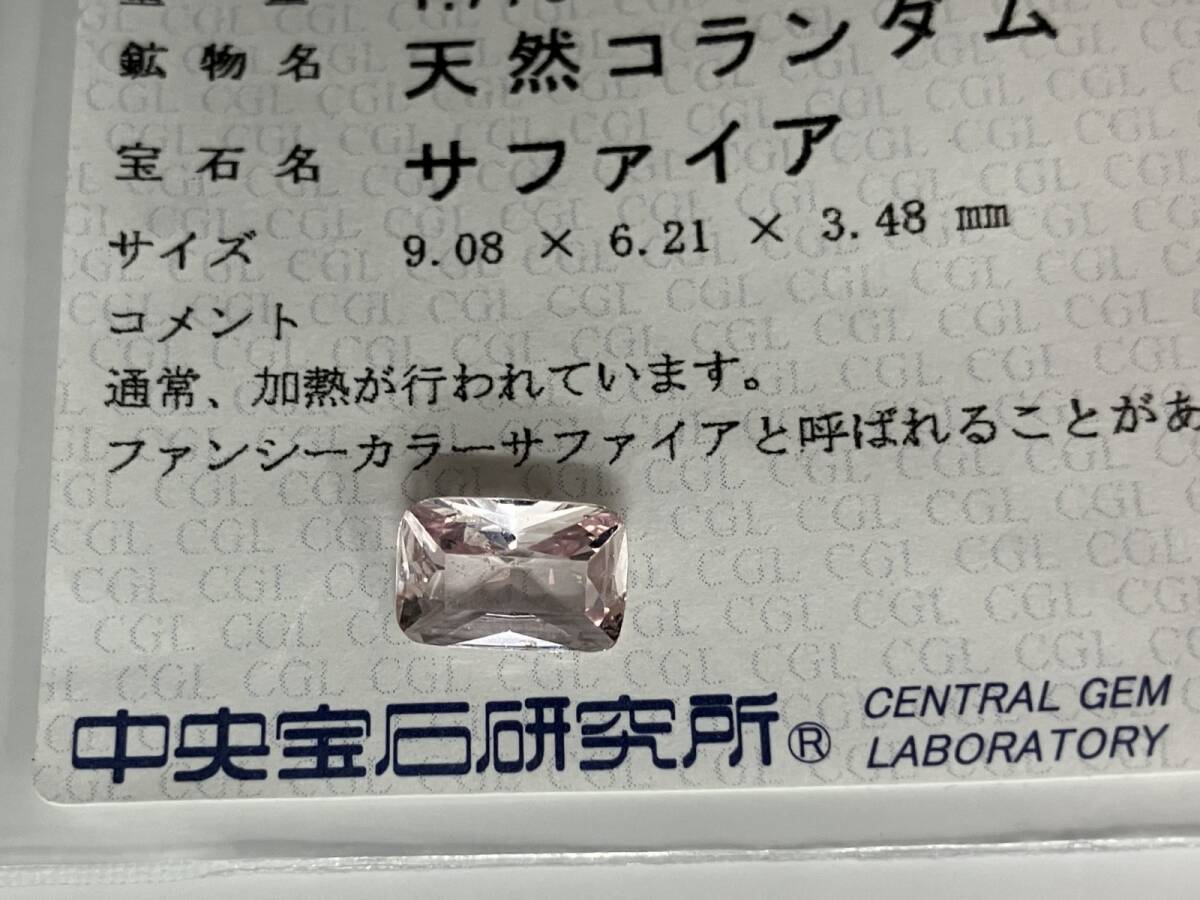 鉱物名 天然コランダム
宝石名 サファイア
サイズ 9.08 × 6.21 × 3.48 mm
コメント
通常、加熱が行われています。
ファンシーカラーサファイアと呼ばれることがあ
中央宝石研究所® CENTRAL GEM
LABORATORY